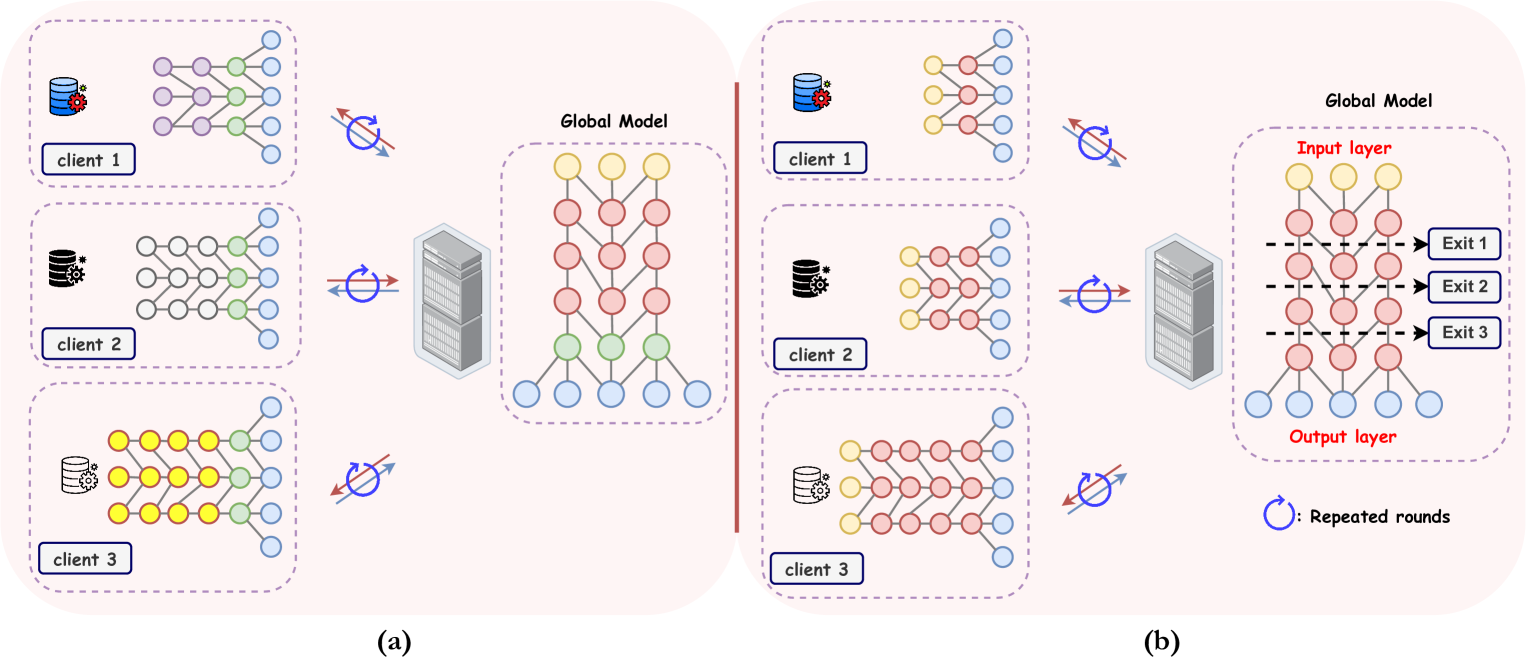 client 1
client 2
client 3
Global Model
(a)
client 1
client 2
client 3
Global Model
Input layer
Exit 1
Exit 2
Exit 3
Output layer
: Repeated rounds
(b)